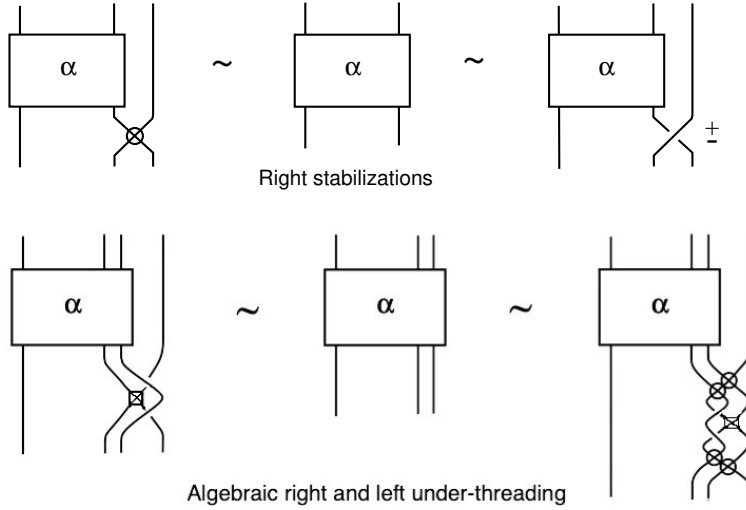 α ~ α ~ α ±
Right stabilizations
α ~ α ~ α
Algebraic right and left under-threading